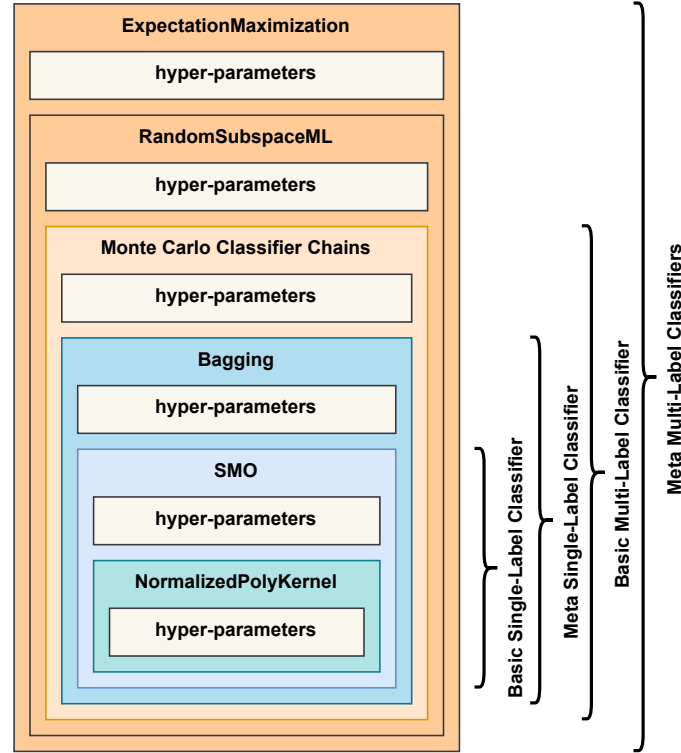 ExpectationMaximization
hyper-parameters
RandomSubspaceML
hyper-parameters
Monte Carlo Classifier Chains
hyper-parameters
Bagging
hyper-parameters
SMO
hyper-parameters
NormalizedPolyKernel
hyper-parameters
Basic Single-Label Classifier
Meta Single-Label Classifier
Basic Multi-Label Classifier
Meta Multi-Label Classifiers